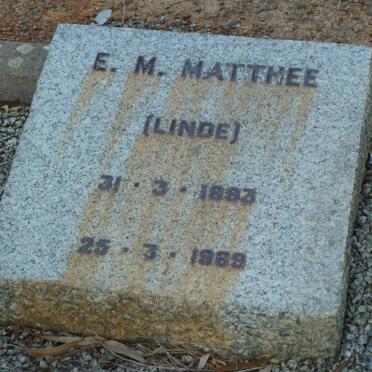 E. M. MATTHEE
(LINDE)
31 · 3 · 1883
25 · 3 · 1969